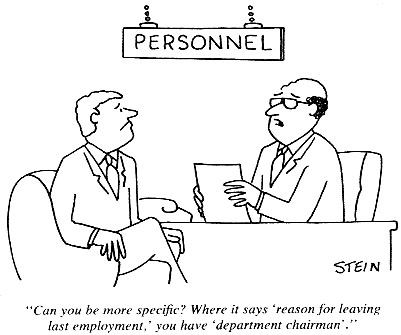 PERSONNEL
STEIN
"Can you be more specific? Where it says ‘reason for leaving
last employment,’ you have ‘department chairman’."